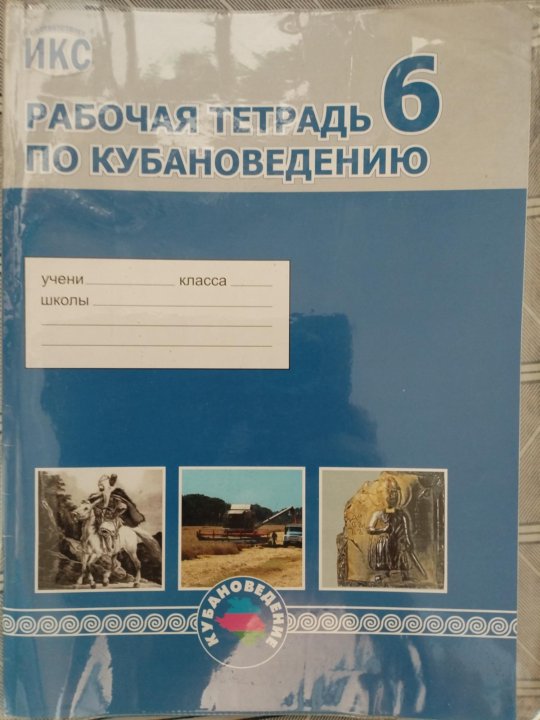 ИКС
РАБОЧАЯ ТЕТРАДЬ 6
ПО КУБАНОВЕДЕНИЮ
учени класса
школы
КУБАНОВЕДЕНИЕ